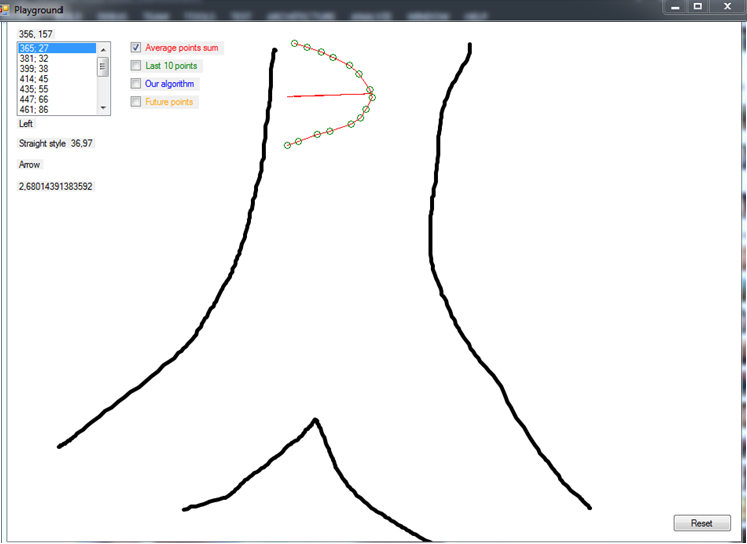 Playground
356, 157
365; 27
381; 32
399; 38
414; 45
435; 55
447; 66
461; 86
Average points sum
Last 10 points
Our algorithm
Future points
Left
Straight style 36,97
Arrow
2,68014391383592
Reset